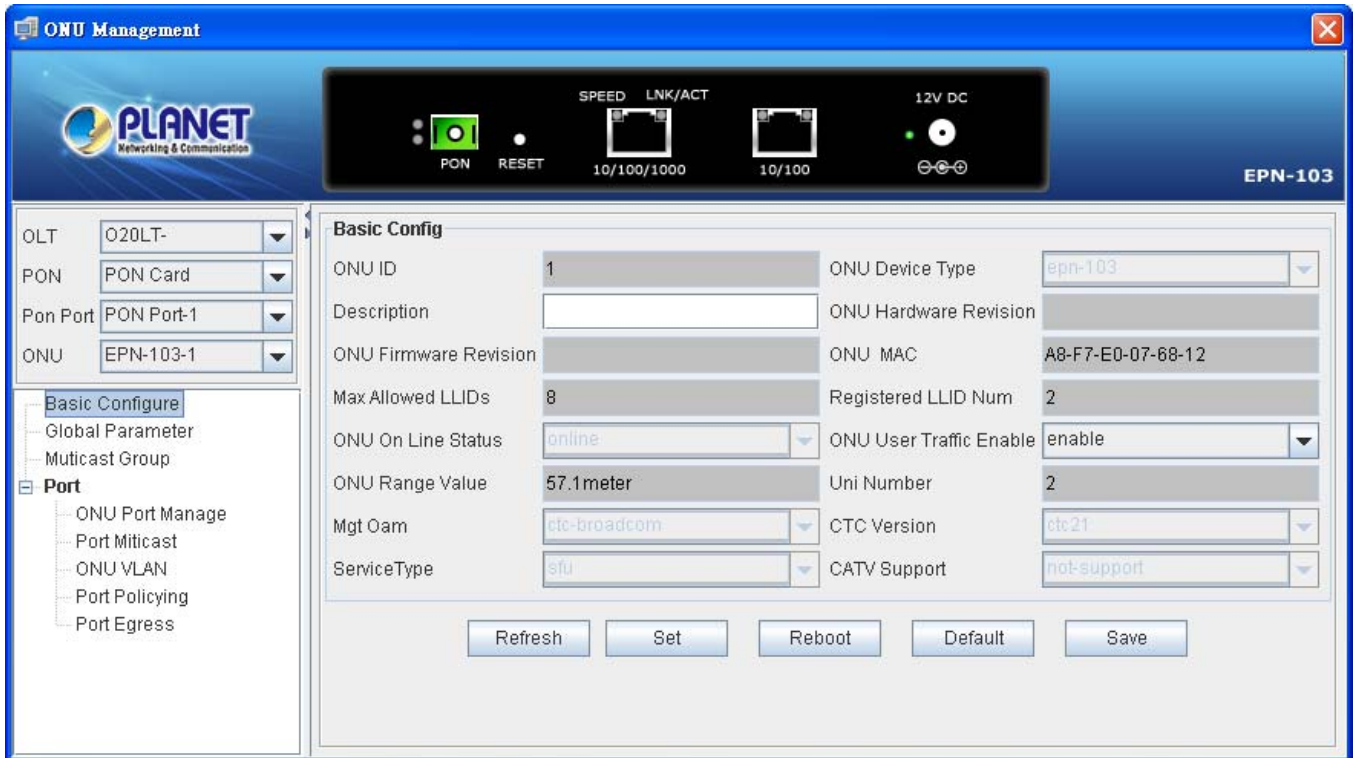 ONU Management
PLANET
Networking & Communication
SPEED LNK/ACT
12V DC
PON RESET 10/100/1000 10/100
EPN-103
OLT O20LT-
PON PON Card
Pon Port PON Port-1
ONU EPN-103-1
Basic Configure
Global Parameter
Muticast Group
Port
ONU Port Manage
Port Miticast
ONU VLAN
Port Policying
Port Egress
Basic Config
ONU ID 1 ONU Device Type epn-103
Description ONU Hardware Revision
ONU Firmware Revision ONU MAC A8-F7-E0-07-68-12
Max Allowed LLIDs 8 Registered LLID Num 2
ONU On Line Status online ONU User Traffic Enable enable
ONU Range Value 57.1meter Uni Number 2
Mgt Oam ctc-broadcom CTC Version ctc21
ServiceType sfu CATV Support not-support
Refresh Set Reboot Default Save